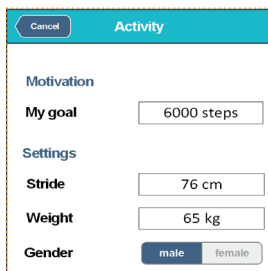 Cancel Activity
Motivation
My goal 6000 steps
Settings
Stride 76 cm
Weight 65 kg
Gender male female